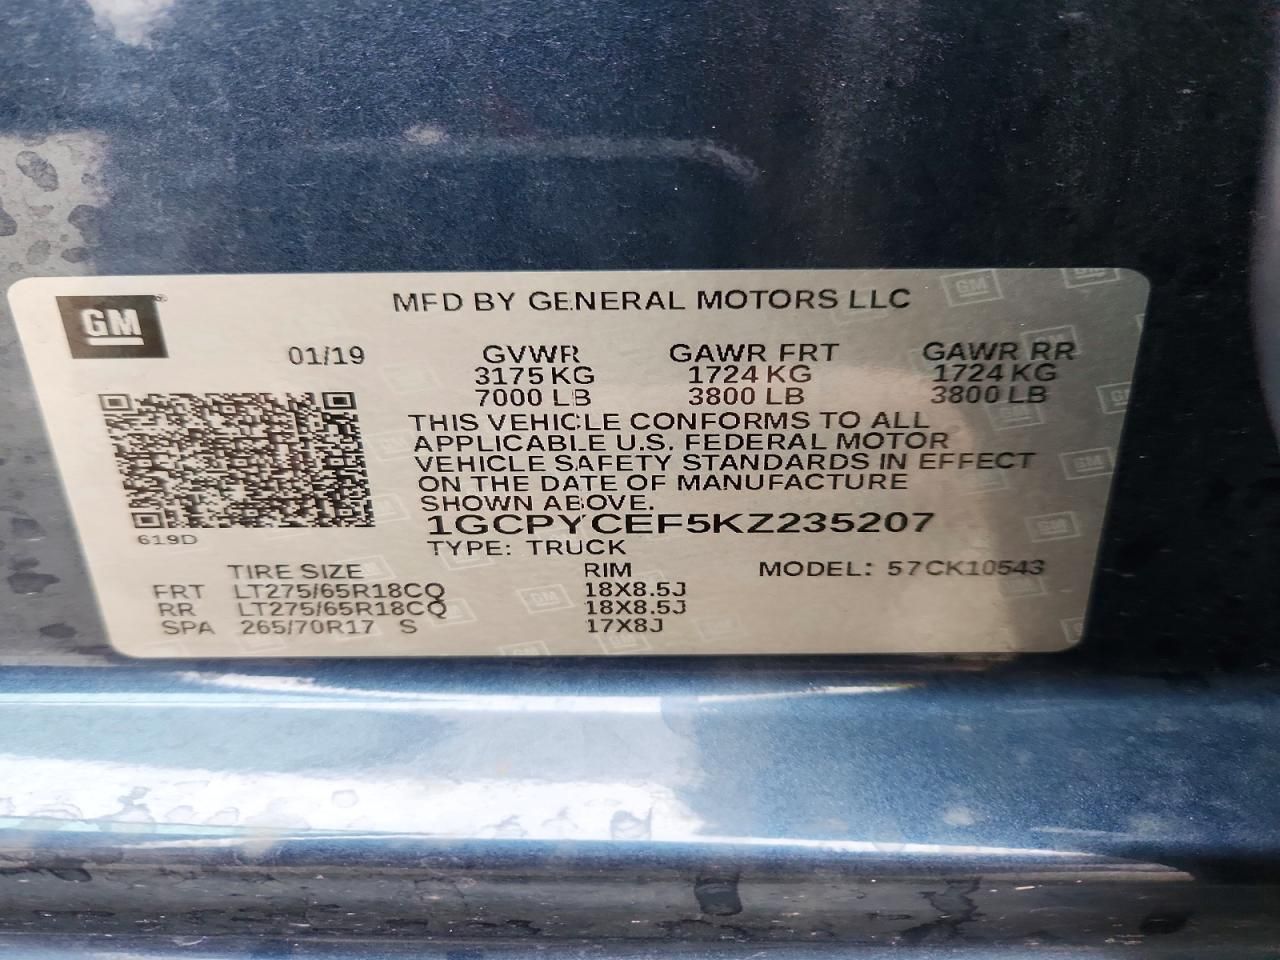 GM
MFD BY GENERAL MOTORS LLC
01/19 GVWR GAWR FRT GAWR RR
3175 KG 1724 KG 1724 KG
7000 LB 3800 LB 3800 LB
THIS VEHICLE CONFORMS TO ALL
APPLICABLE U.S. FEDERAL MOTOR
VEHICLE SAFETY STANDARDS IN EFFECT
ON THE DATE OF MANUFACTURE
SHOWN ABOVE.
1GCPYCEF5KZ235207
619D
TYPE: TRUCK
TIRE SIZE RIM MODEL: 57CK10543
FRT LT275/65R18CQ 18X8.5J
RR LT275/65R18CQ 18X8.5J
SPA 265/70R17 S 17X8J